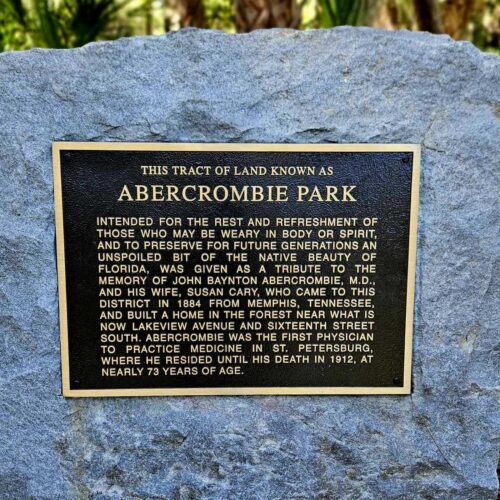 THIS TRACT OF LAND KNOWN AS
ABERCROMBIE PARK
INTENDED FOR THE REST AND REFRESHMENT OF
THOSE WHO MAY BE WEARY IN BODY OR SPIRIT,
AND TO PRESERVE FOR FUTURE GENERATIONS AN
UNSPOILED BIT OF THE NATIVE BEAUTY OF
FLORIDA, WAS GIVEN AS A TRIBUTE TO THE
MEMORY OF JOHN BAYNTON ABERCROMBIE, M.D.,
AND HIS WIFE, SUSAN CARY, WHO CAME TO THIS
DISTRICT IN 1884 FROM MEMPHIS, TENNESSEE,
AND BUILT A HOME IN THE FOREST NEAR WHAT IS
NOW LAKEVIEW AVENUE AND SIXTEENTH STREET
SOUTH. ABERCROMBIE WAS THE FIRST PHYSICIAN
TO PRACTICE MEDICINE IN ST. PETERSBURG,
WHERE HE RESIDED UNTIL HIS DEATH IN 1912, AT
NEARLY 73 YEARS OF AGE.